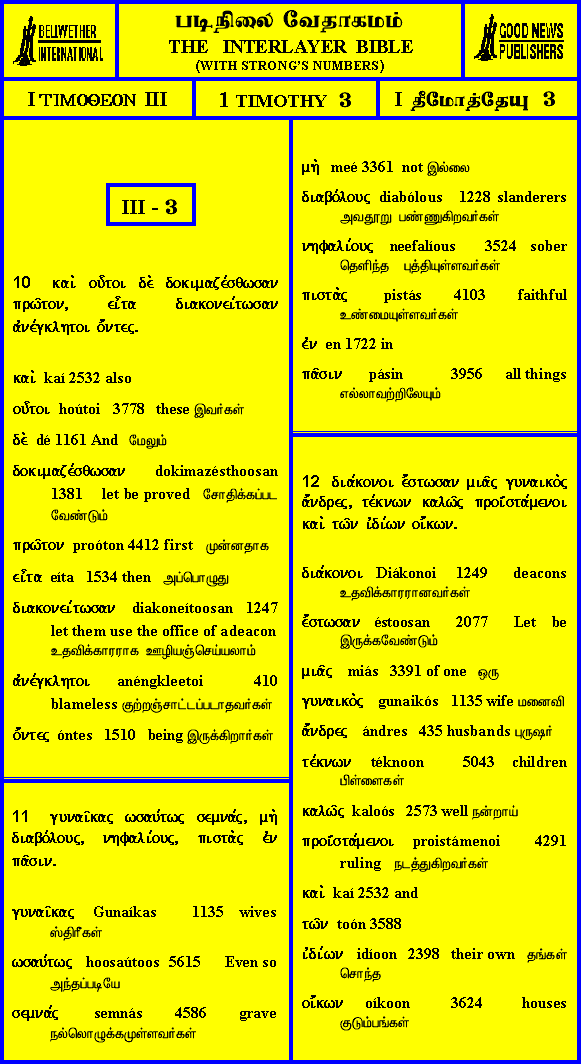 BELLWETHER
INTERNATIONAL
படிநிலை வேதாகமம்
THE INTERLAYER BIBLE
(WITH STRONG'S NUMBERS)
GOOD NEWS
PUBLISHERS
I ΤΙΜΟΘΕΟΝ III
1 TIMOTHY 3
I தீமோத்தேயு 3
III - 3
10 καὶ οὗτοι δὲ δοκιμαζέσθωσαν
πρῶτον, εἶτα διακονείτωσαν
ἀνέγκλητοι ὄντες.
καὶ kaí 2532 also
οὗτοι hoútoi 3778 these இவர்கள்
δὲ dé 1161 And மேலும்
δοκιμαζέσθωσαν dokimazésthoosan
1381 let be proved சோதிக்கப்பட
வேண்டும்
πρῶτον proóton 4412 first முன்னதாக
εἶτα eíta 1534 then அப்பொழுது
διακονείτωσαν diakoneítoosan 1247
let them use the office of a deacon
உதவிக்காரராக ஊழியஞ்செய்யலாம்
ἀνέγκλητοι anéngkleetoi 410
blameless குற்றஞ்சாட்டப்படாதவர்கள்
ὄντες óntes 1510 being இருக்கிறார்கள்
11 γυναῖκας ωσαύτως σεμνάς, μὴ
διαβόλους, νηφαλίους, πιστὰς ἐν
πᾶσιν.
γυναῖκας Gunaíkas 1135 wives
ஸ்திரீகள்
ωσαύτως hoosaútoos 5615 Even so
அந்தப்படியே
σεμνάς semnás 4586 grave
நல்லொழுக்கமுள்ளவர்கள்
μὴ meé 3361 not இல்லை
διαβόλους diabólous 1228 slanderers
அவதூறு பண்ணுகிறவர்கள்
νηφαλίους neefalíous 3524 sober
தெளிந்த புத்தியுள்ளவர்கள்
πιστὰς pistás 4103 faithful
உண்மையுள்ளவர்கள்
ἐν en 1722 in
πᾶσιν pásin 3956 all things
எல்லாவற்றிலேயும்
12 διάκονοι ἔστωσαν μιᾶς γυναικὸς
ἄνδρες, τέκνων καλῶς προϊστάμενοι
καὶ τῶν ἰδίων οἴκων.
διάκονοι Diákonoi 1249 deacons
உதவிக்காரரானவர்கள்
ἔστωσαν éstoosan 2077 Let be
இருக்கவேண்டும்
μιᾶς miás 3391 of one ஒரு
γυναικὸς gunaikós 1135 wife மனைவி
ἄνδρες ándres 435 husbands புருஷர்
τέκνων téknoon 5043 children
பிள்ளைகள்
καλῶς kaloós 2573 well நன்றாய்
προΐστάμενοι proistámenoi 4291
ruling நடத்துகிறவர்கள்
καὶ kaí 2532 and
τῶν toón 3588
ἰδίων idíoon 2398 their own தங்கள்
சொந்த
οἴκων oíkoon 3624 houses
குடும்பங்கள்